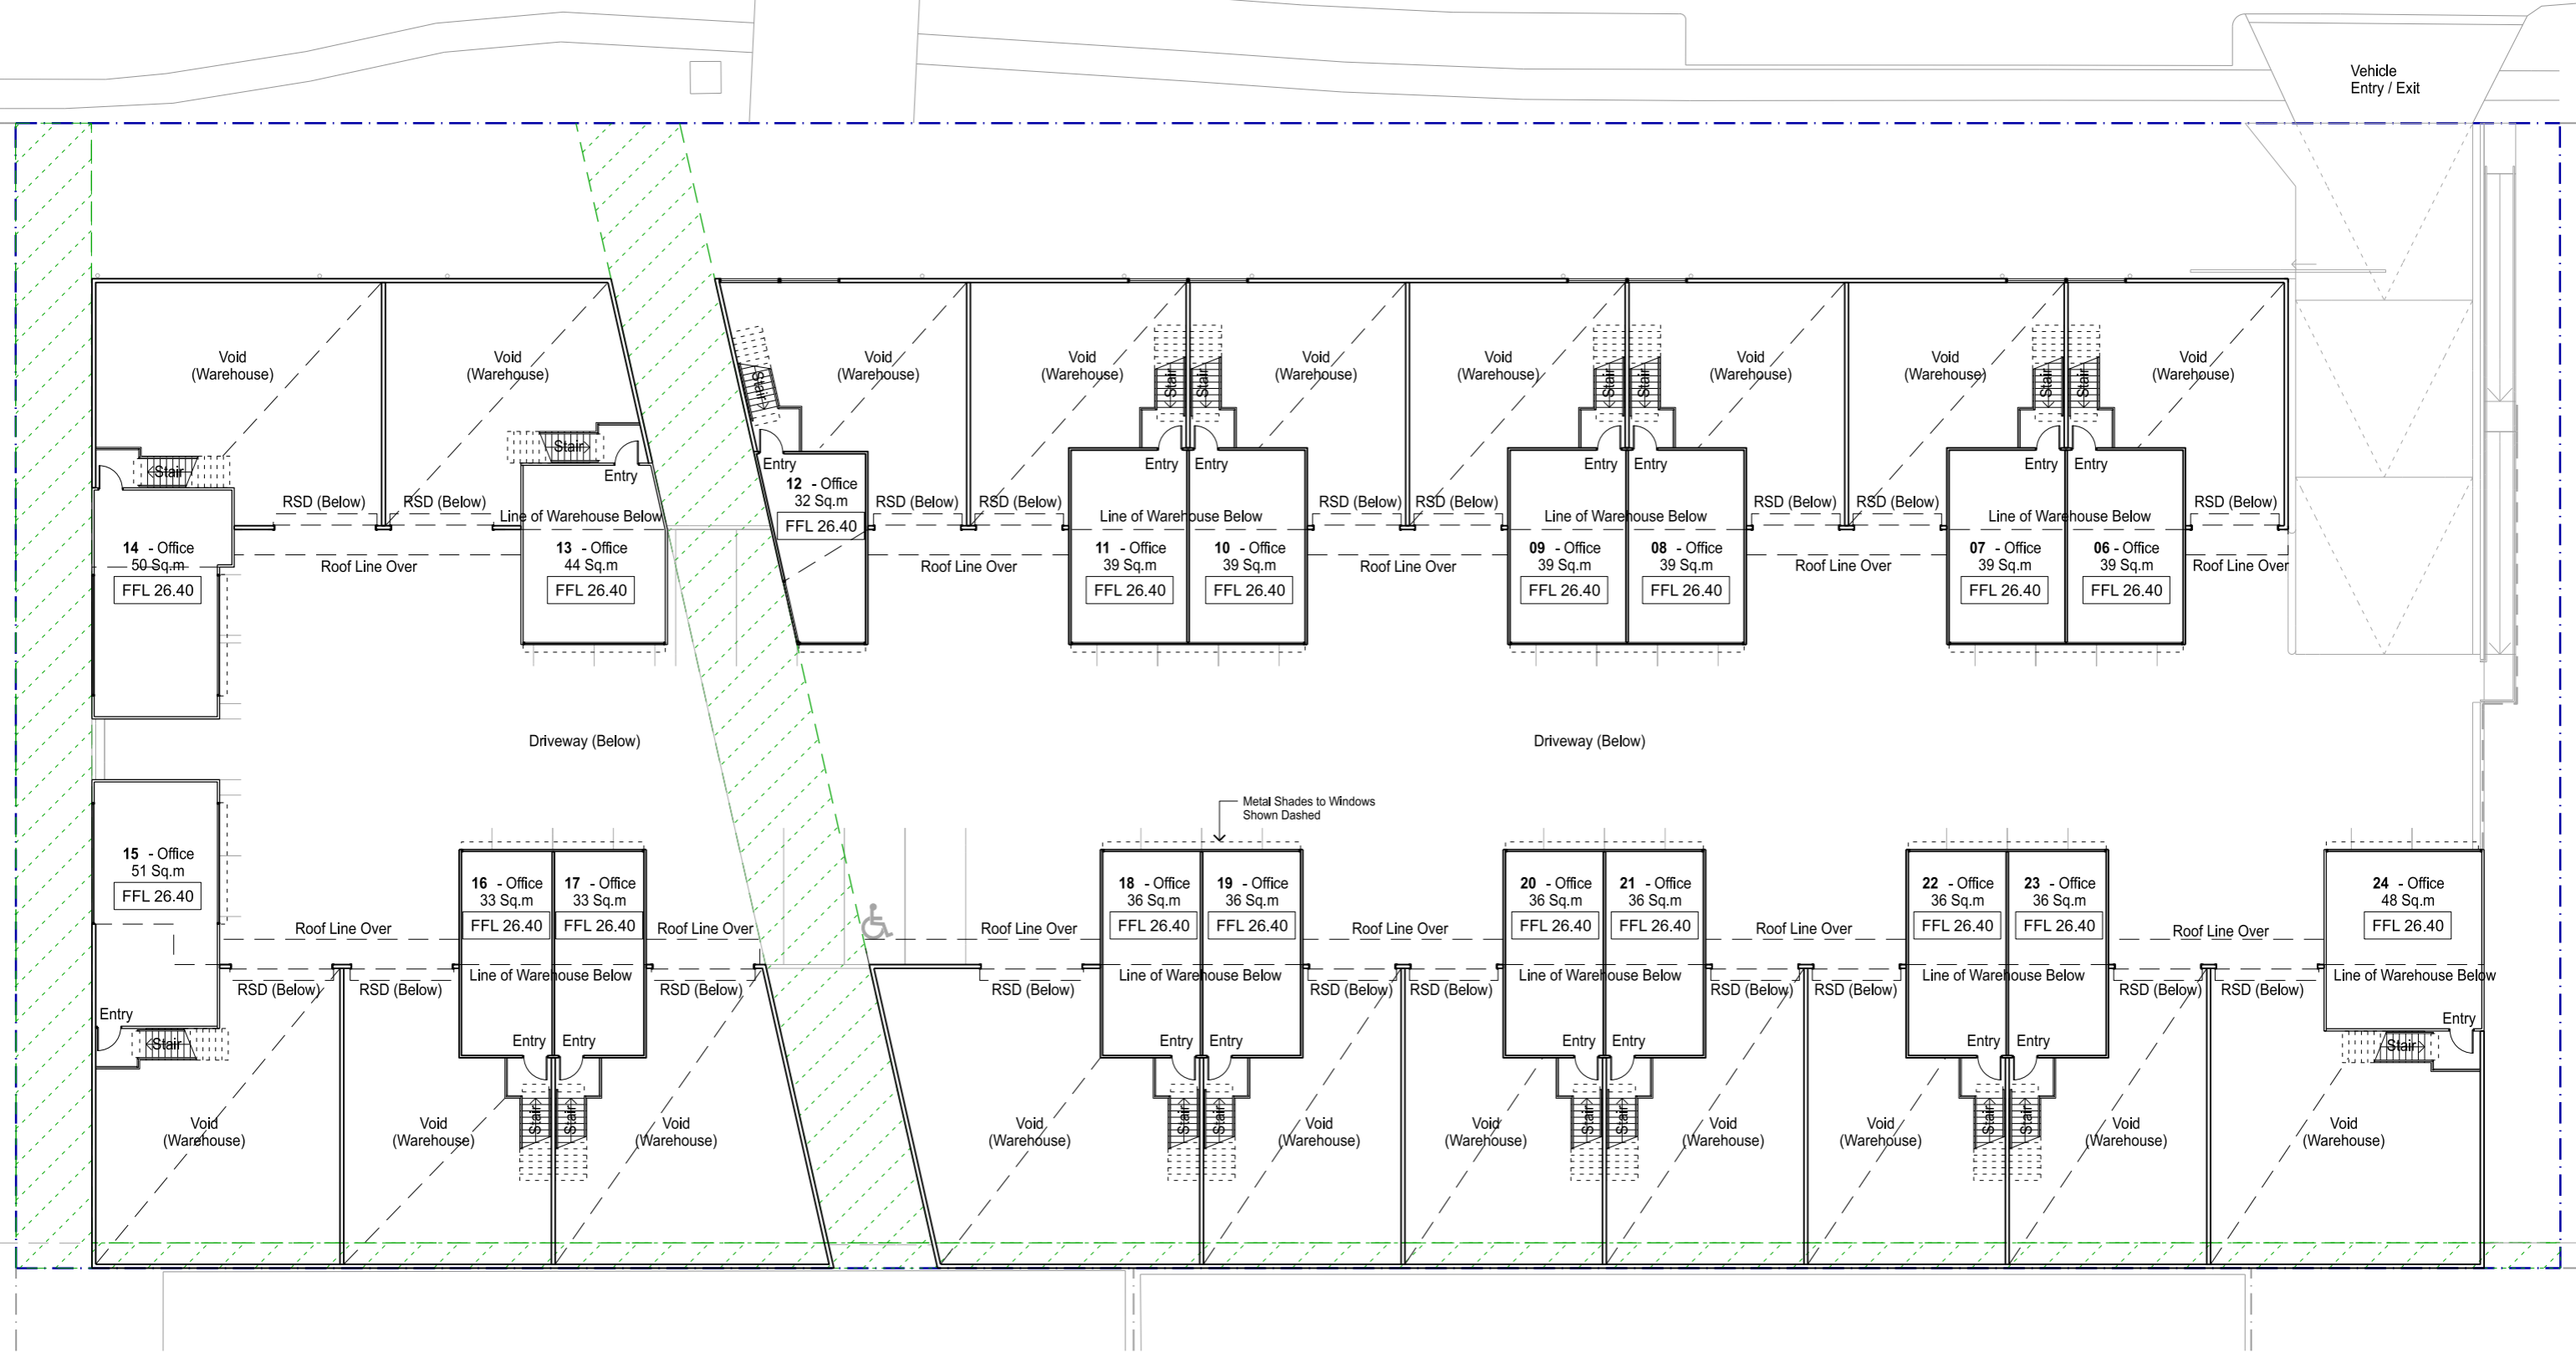 Vehicle
Entry / Exit
Void
(Warehouse)
Void
(Warehouse)
Void
(Warehouse)
Void
(Warehouse)
Void
(Warehouse)
Void
(Warehouse)
Void
(Warehouse)
Void
(Warehouse)
Void
(Warehouse)
Stair
Stair
Stair
Stair
Stair
Stair
Stair
Stair
Stair
Entry
Entry
Entry
Entry
Entry
Entry
Entry
Entry
RSD (Below)
RSD (Below)
RSD (Below)
RSD (Below)
RSD (Below)
RSD (Below)
RSD (Below)
RSD (Below)
RSD (Below)
Line of Warehouse Below
Line of Warehouse Below
Line of Warehouse Below
Line of Warehouse Below
14 - Office
50 Sq.m
FFL 26.40
Roof Line Over
13 - Office
44 Sq.m
FFL 26.40
12 - Office
32 Sq.m
FFL 26.40
Roof Line Over
11 - Office
39 Sq.m
FFL 26.40
10 - Office
39 Sq.m
FFL 26.40
Roof Line Over
09 - Office
39 Sq.m
FFL 26.40
08 - Office
39 Sq.m
FFL 26.40
Roof Line Over
07 - Office
39 Sq.m
FFL 26.40
06 - Office
39 Sq.m
FFL 26.40
Roof Line Over
Driveway (Below)
Driveway (Below)
Metal Shades to Windows
Shown Dashed
15 - Office
51 Sq.m
FFL 26.40
16 - Office
33 Sq.m
FFL 26.40
17 - Office
33 Sq.m
FFL 26.40
18 - Office
36 Sq.m
FFL 26.40
19 - Office
36 Sq.m
FFL 26.40
20 - Office
36 Sq.m
FFL 26.40
21 - Office
36 Sq.m
FFL 26.40
22 - Office
36 Sq.m
FFL 26.40
23 - Office
36 Sq.m
FFL 26.40
24 - Office
48 Sq.m
FFL 26.40
Roof Line Over
Roof Line Over
Roof Line Over
Roof Line Over
Roof Line Over
Roof Line Over
Line of Warehouse Below
Line of Warehouse Below
Line of Warehouse Below
Line of Warehouse Below
Line of Warehouse Below
RSD (Below)
RSD (Below)
RSD (Below)
RSD (Below)
RSD (Below)
RSD (Below)
RSD (Below)
RSD (Below)
RSD (Below)
RSD (Below)
Entry
Entry
Entry
Entry
Entry
Entry
Entry
Entry
Entry
Entry
Stair
Stair
Stair
Stair
Stair
Stair
Stair
Stair
Stair
Stair
Void
(Warehouse)
Void
(Warehouse)
Void
(Warehouse)
Void
(Warehouse)
Void
(Warehouse)
Void
(Warehouse)
Void
(Warehouse)
Void
(Warehouse)
Void
(Warehouse)
Void
(Warehouse)